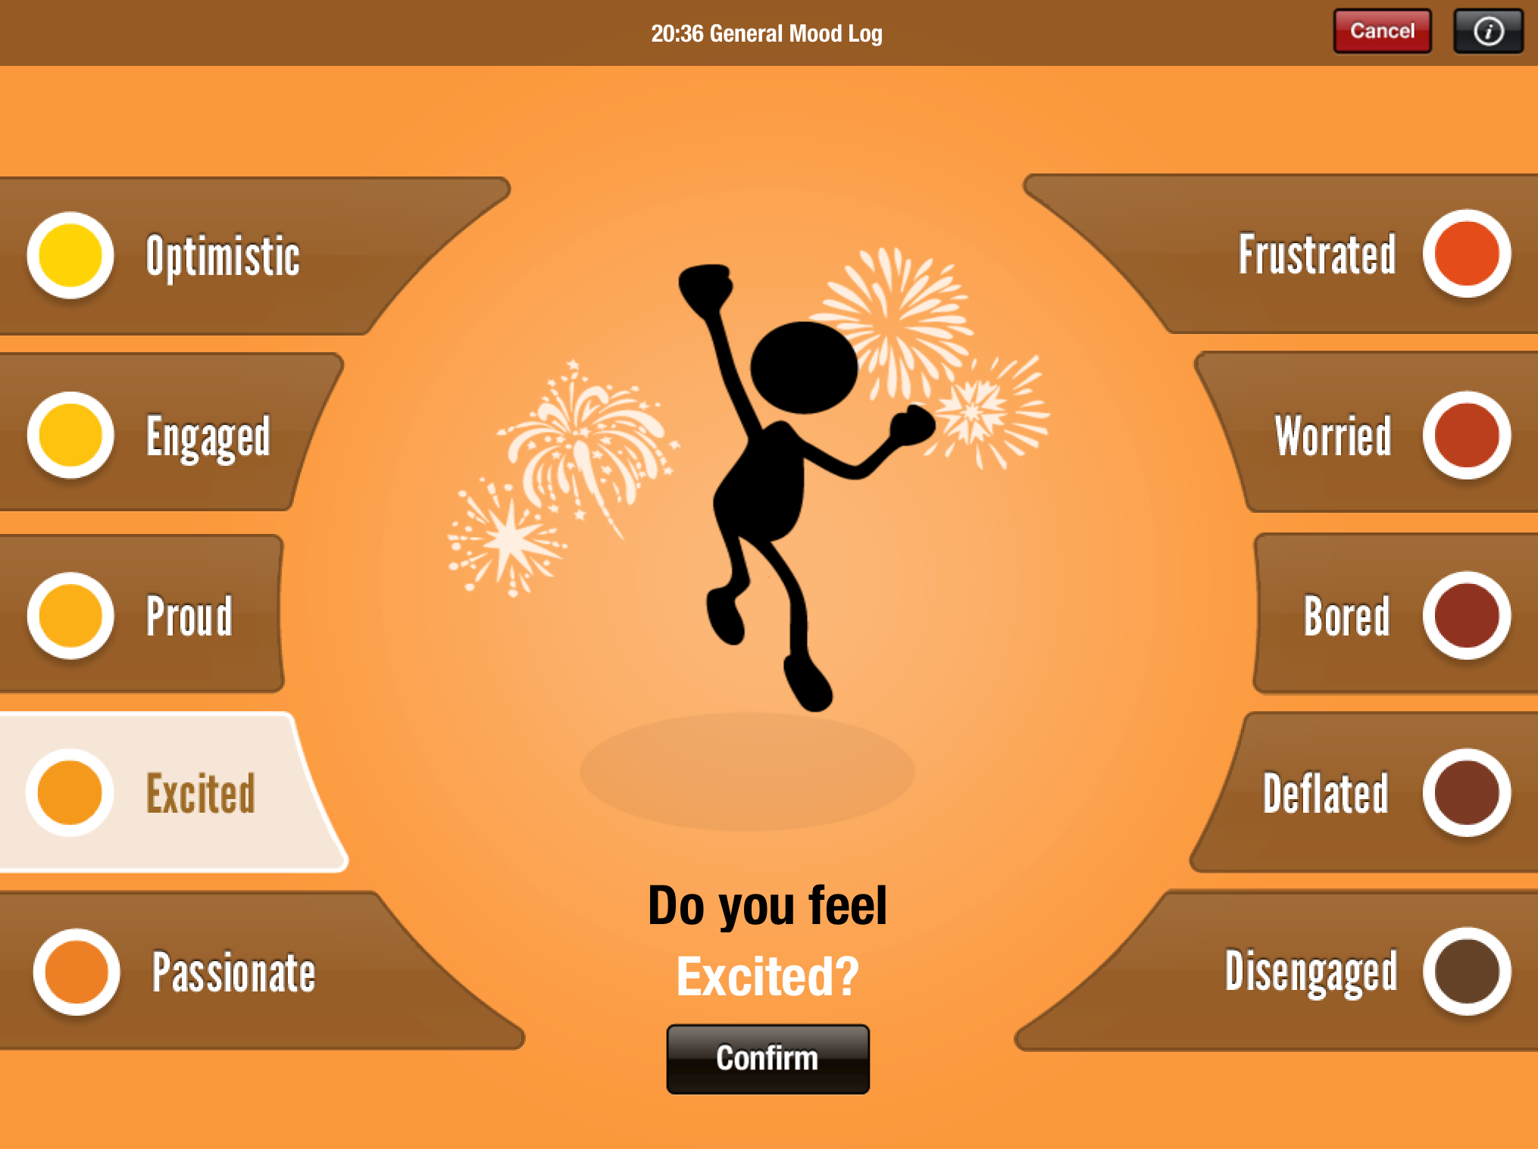 20:36 General Mood Log
Cancel
i
Optimistic
Engaged
Proud
Excited
Passionate
Frustrated
Worried
Bored
Deflated
Disengaged
Do you feel
Excited?
Confirm